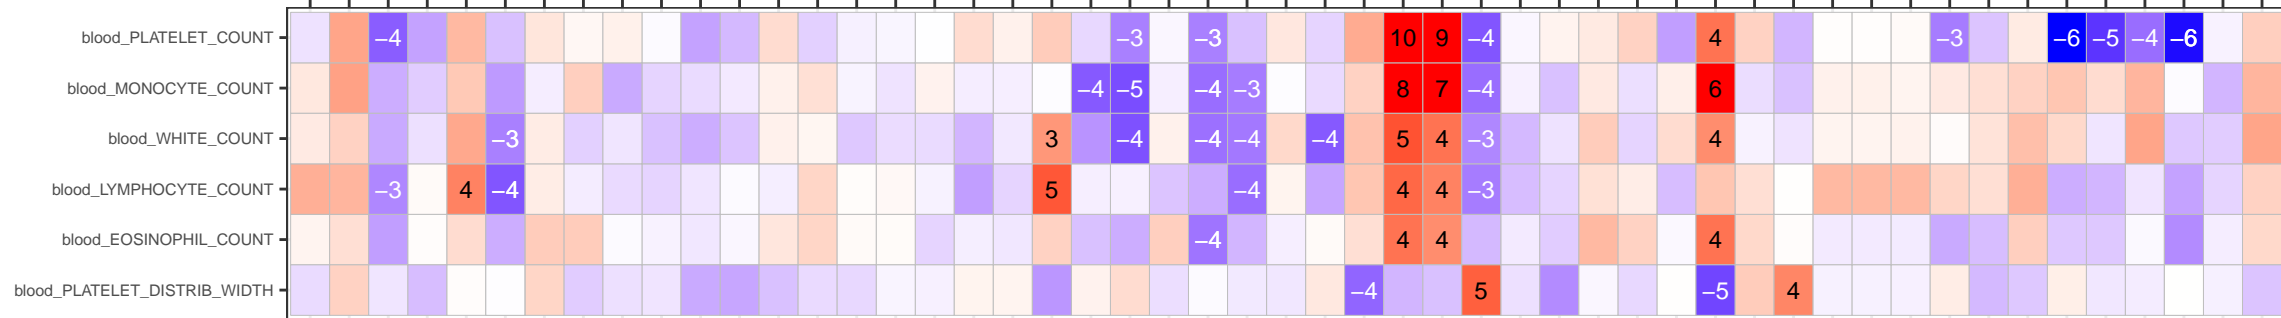 blood_PLATELET_COUNT −4 −3 −3 10 9 −4 4 −3 −6 −5 −4 −6
blood_MONOCYTE_COUNT −4 −5 −4 −3 8 7 −4 6
blood_WHITE_COUNT −3 3 −4 −4 −4 −4 5 4 −3 4
blood_LYMPHOCYTE_COUNT −3 4 −4 5 −4 4 4 −3
blood_EOSINOPHIL_COUNT −4 4 4 4
blood_PLATELET_DISTRIB_WIDTH −4 5 −5 4